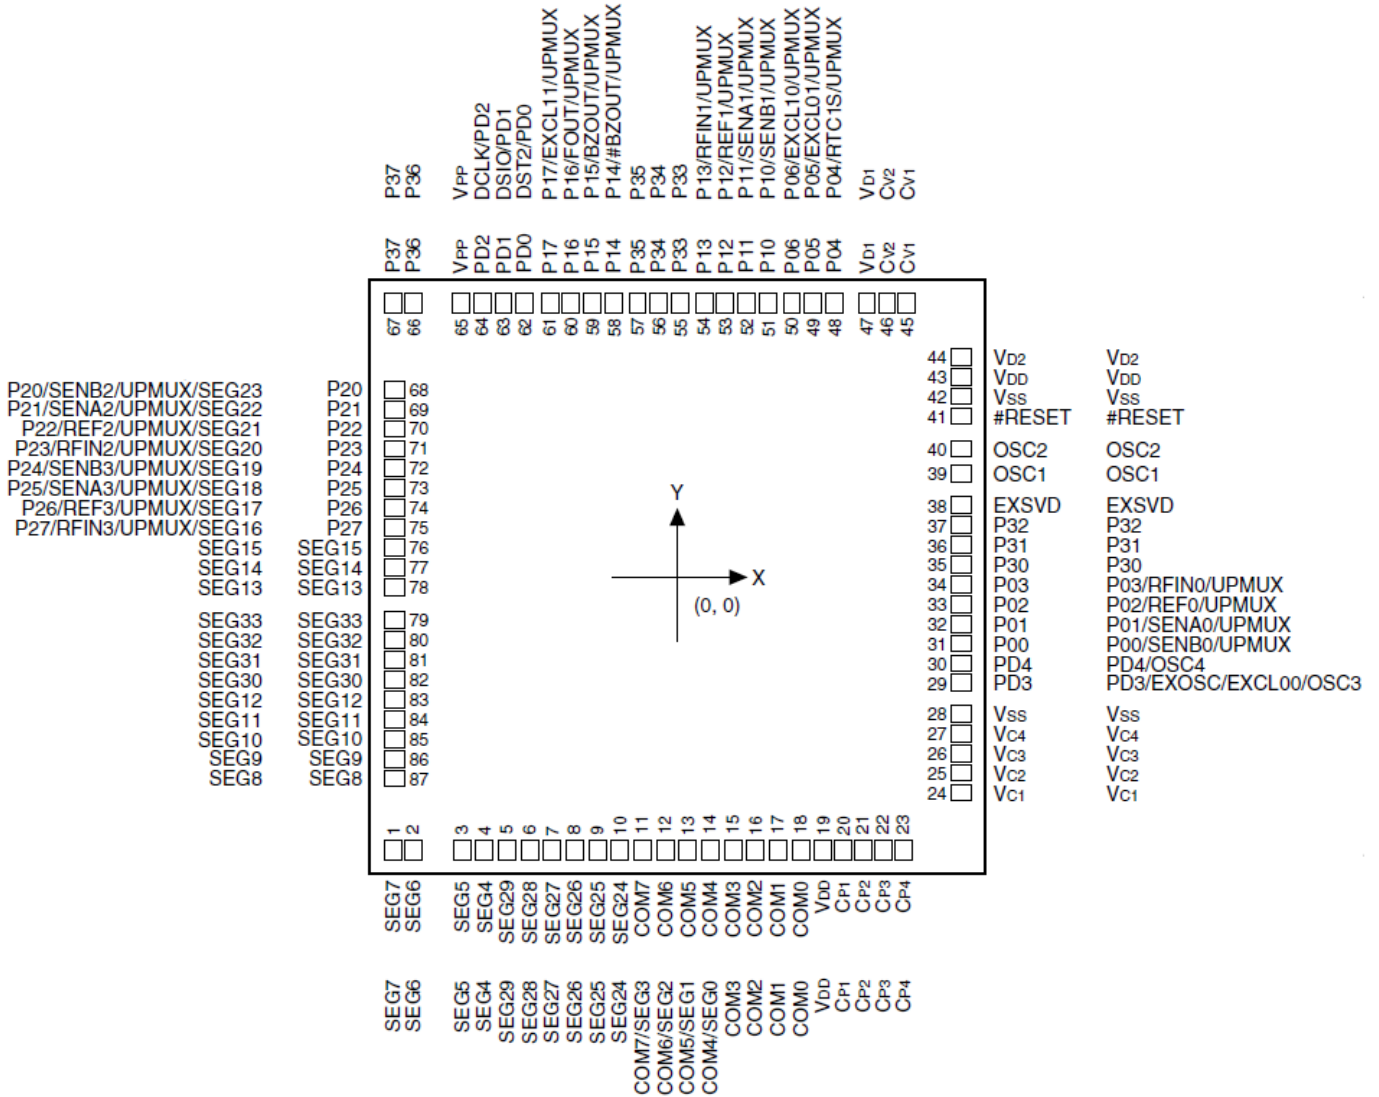 P37
P36
VPP
DCLK/PD2
DSIO/PD1
DST2/PD0
P17/EXCL11/UPMUX
P16/FOUT/UPMUX
P15/BZOUT/UPMUX
P14/#BZOUT/UPMUX
P35
P34
P33
P13/RFIN1/UPMUX
P12/REF1/UPMUX
P11/SENA1/UPMUX
P10/SENB1/UPMUX
P06/EXCL10/UPMUX
P05/EXCL01/UPMUX
P04/RTC1S/UPMUX
VD1
CV2
CV1
P37
P36
VPP
PD2
PD1
PD0
P17
P16
P15
P14
P35
P34
P33
P13
P12
P11
P10
P06
P05
P04
VD1
CV2
CV1
67 66 65 64 63 62 61 60 59 58 57 56 55 54 53 52 51 50 49 48 47 46 45
P20/SENB2/UPMUX/SEG23 P20 68
P21/SENA2/UPMUX/SEG22 P21 69
P22/REF2/UPMUX/SEG21 P22 70
P23/RFIN2/UPMUX/SEG20 P23 71
P24/SENB3/UPMUX/SEG19 P24 72
P25/SENA3/UPMUX/SEG18 P25 73
P26/REF3/UPMUX/SEG17 P26 74
P27/RFIN3/UPMUX/SEG16 P27 75
SEG15 SEG15 76
SEG14 SEG14 77
SEG13 SEG13 78
SEG33 SEG33 79
SEG32 SEG32 80
SEG31 SEG31 81
SEG30 SEG30 82
SEG12 SEG12 83
SEG11 SEG11 84
SEG10 SEG10 85
SEG9 SEG9 86
SEG8 SEG8 87
Y
X
(0, 0)
44 VD2 VD2
43 VDD VDD
42 VSS VSS
41 #RESET #RESET
40 OSC2 OSC2
39 OSC1 OSC1
38 EXSVD EXSVD
37 P32 P32
36 P31 P31
35 P30 P30
34 P03 P03/RFIN0/UPMUX
33 P02 P02/REF0/UPMUX
32 P01 P01/SENA0/UPMUX
31 P00 P00/SENB0/UPMUX
30 PD4 PD4/OSC4
29 PD3 PD3/EXOSC/EXCL00/OSC3
28 VSS VSS
27 VC4 VC4
26 VC3 VC3
25 VC2 VC2
24 VC1 VC1
1 2 3 4 5 6 7 8 9 10 11 12 13 14 15 16 17 18 19 20 21 22 23
SEG7
SEG6
SEG5
SEG4
SEG29
SEG28
SEG27
SEG26
SEG25
SEG24
COM7
COM6
COM5
COM4
COM3
COM2
COM1
COM0
VDD
CP1
CP2
CP3
CP4
SEG7
SEG6
SEG5
SEG4
SEG29
SEG28
SEG27
SEG26
SEG25
SEG24
COM7/SEG3
COM6/SEG2
COM5/SEG1
COM4/SEG0
COM3
COM2
COM1
COM0
VDD
CP1
CP2
CP3
CP4